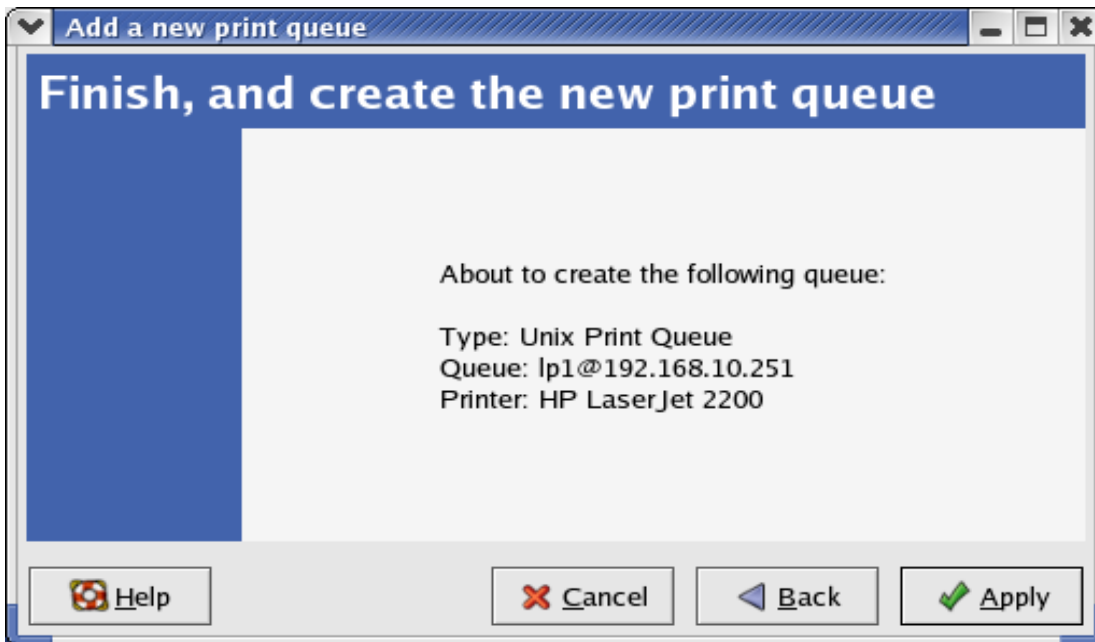 Add a new print queue
Finish, and create the new print queue
About to create the following queue:
Type: Unix Print Queue
Queue: lp1@192.168.10.251
Printer: HP LaserJet 2200
Help
Cancel
Back
Apply